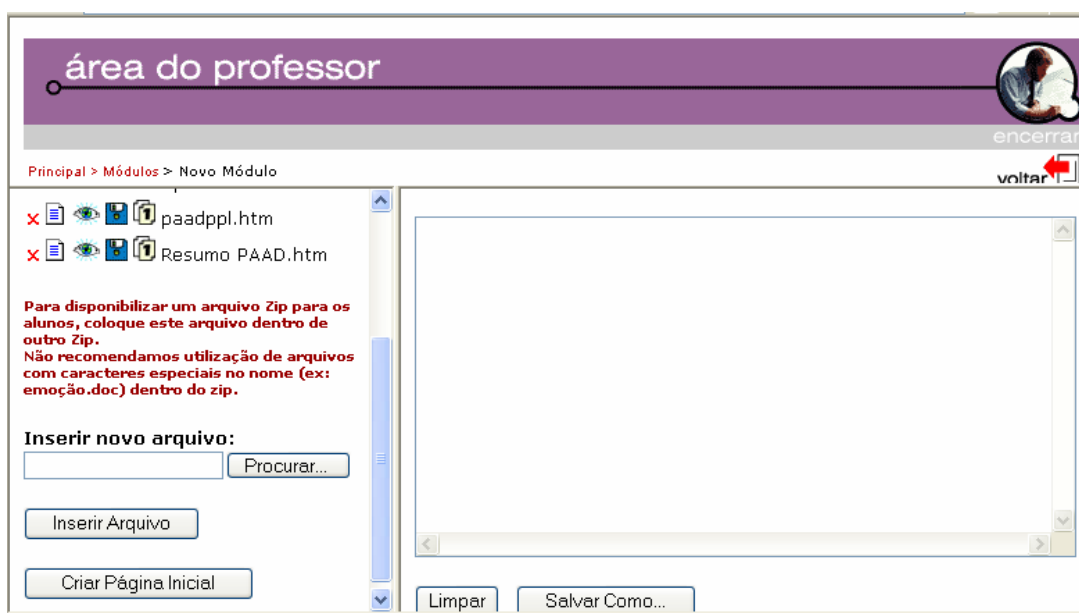 área do professor
encerrar
Principal > Módulos > Novo Módulo
voltar
paadppl.htm
Resumo PAAD.htm
Para disponibilizar um arquivo Zip para os
alunos, coloque este arquivo dentro de
outro Zip.
Não recomendamos utilização de arquivos
com caracteres especiais no nome (ex:
emoção.doc) dentro do zip.
Inserir novo arquivo:
Procurar...
Inserir Arquivo
Criar Página Inicial
Limpar
Salvar Como...